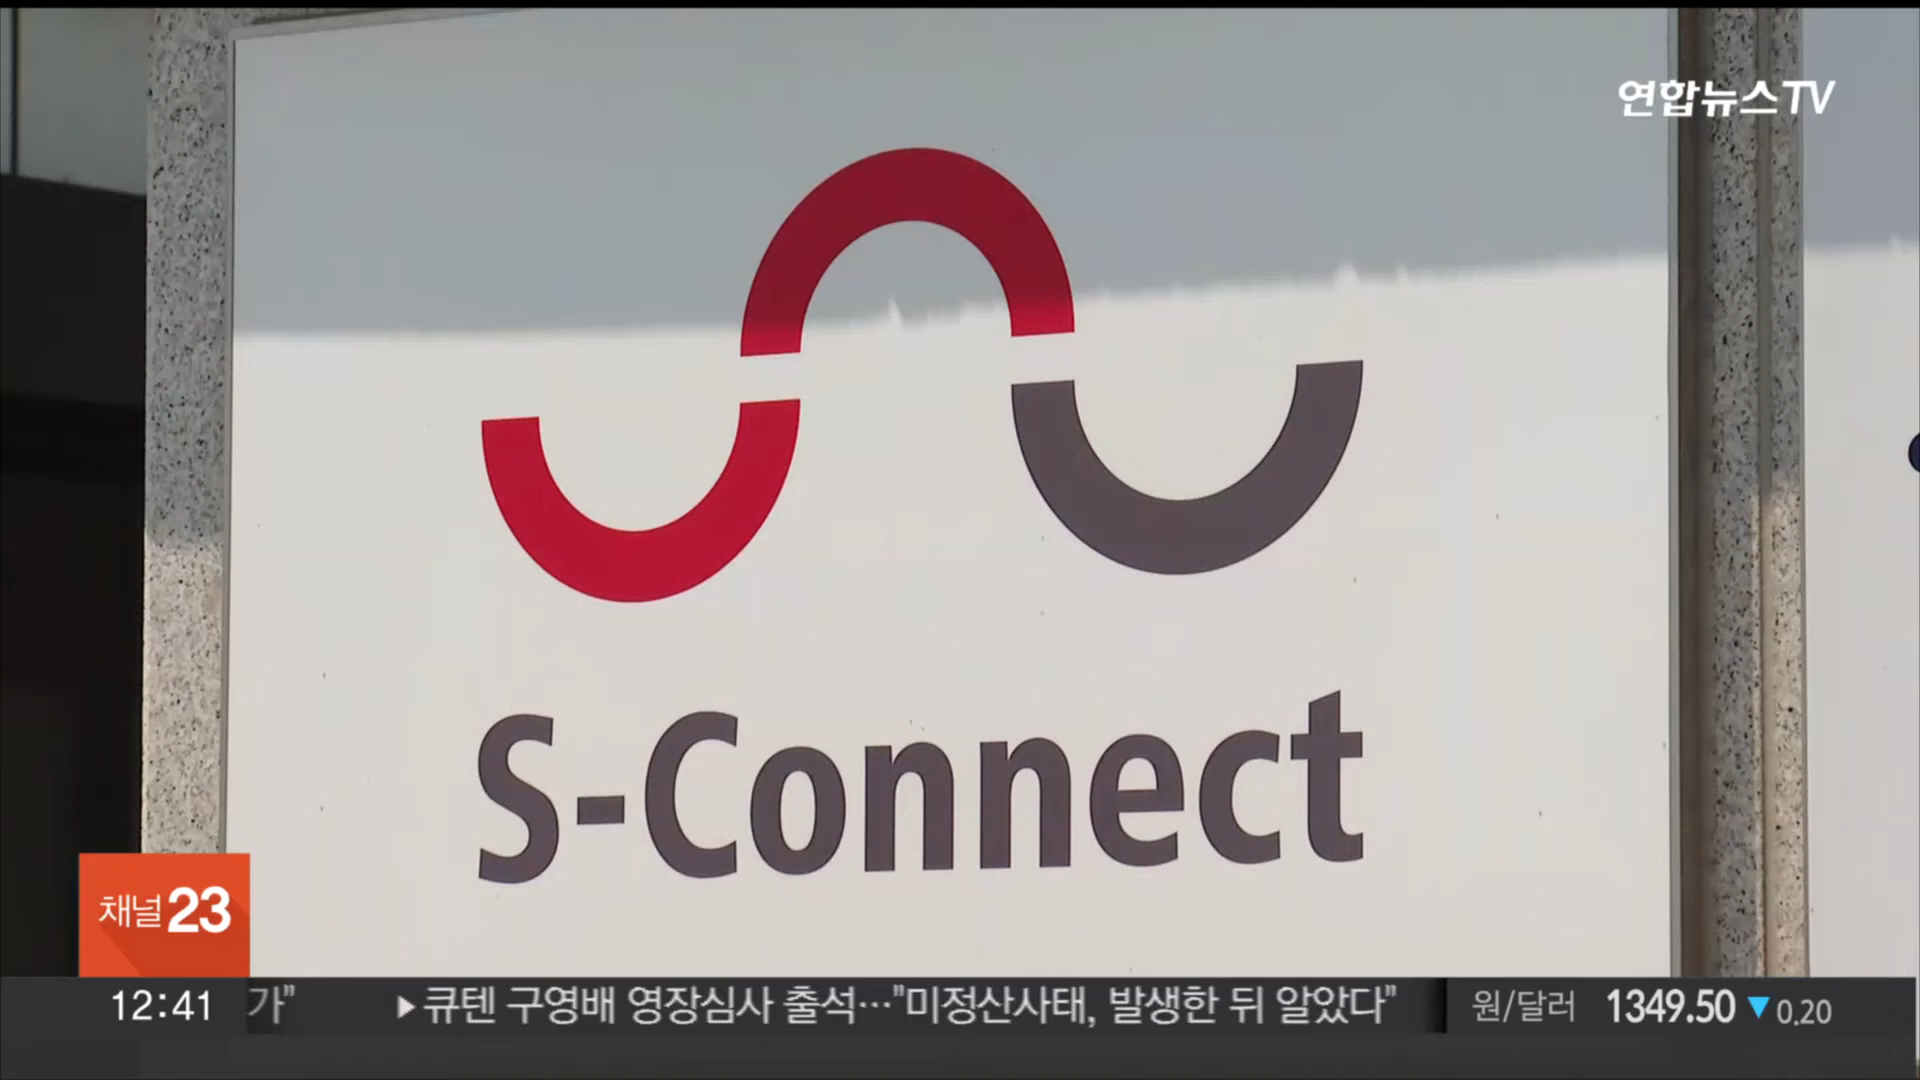 연합뉴스TV
S-Connect
채널23
12:41 가” ▶큐텐 구영배 영장심사 출석…"미정산사태, 발생한 뒤 알았다" 원/달러 1349.50 ▼0.20